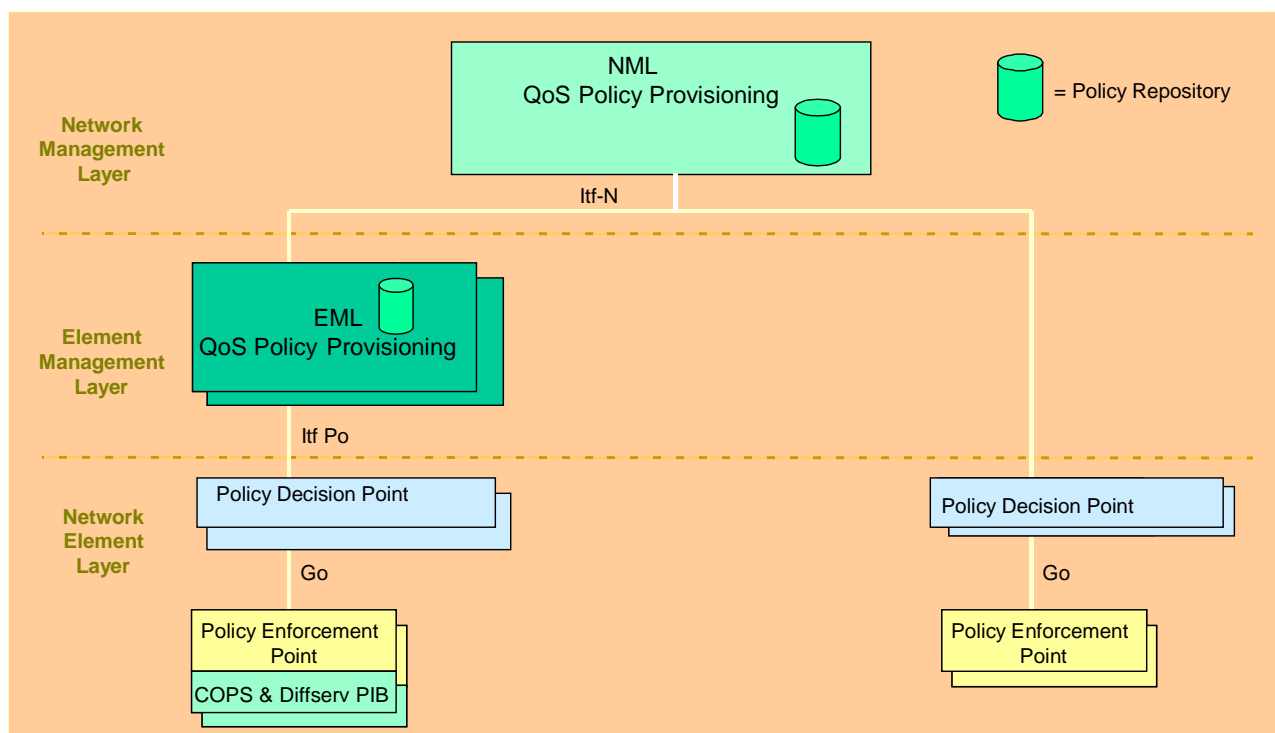 NML
QoS Policy Provisioning
= Policy Repository
Network
Management
Layer
Itf-N
EML
QoS Policy Provisioning
Element
Management
Layer
Itf Po
Policy Decision Point
Policy Decision Point
Network
Element
Layer
Go
Go
Policy Enforcement
Point
COPS & Diffserv PIB
Policy Enforcement
Point